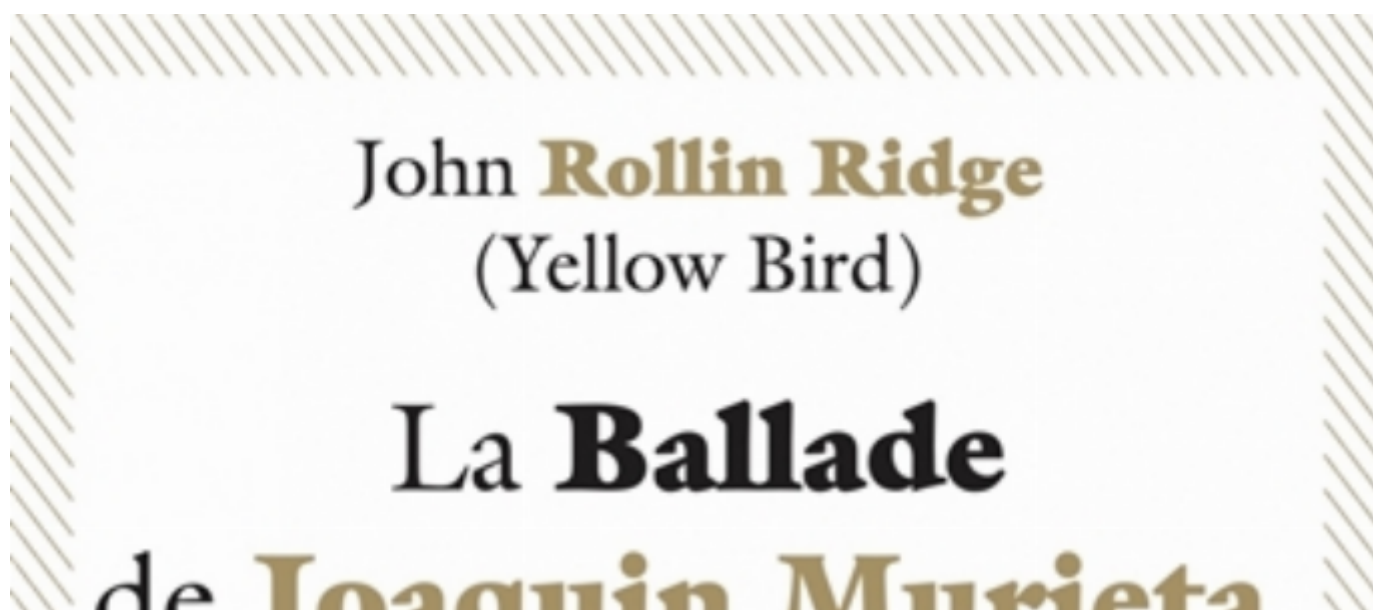 John Rollin Ridge
(Yellow Bird)
La Ballade
de Joaquin Murieta